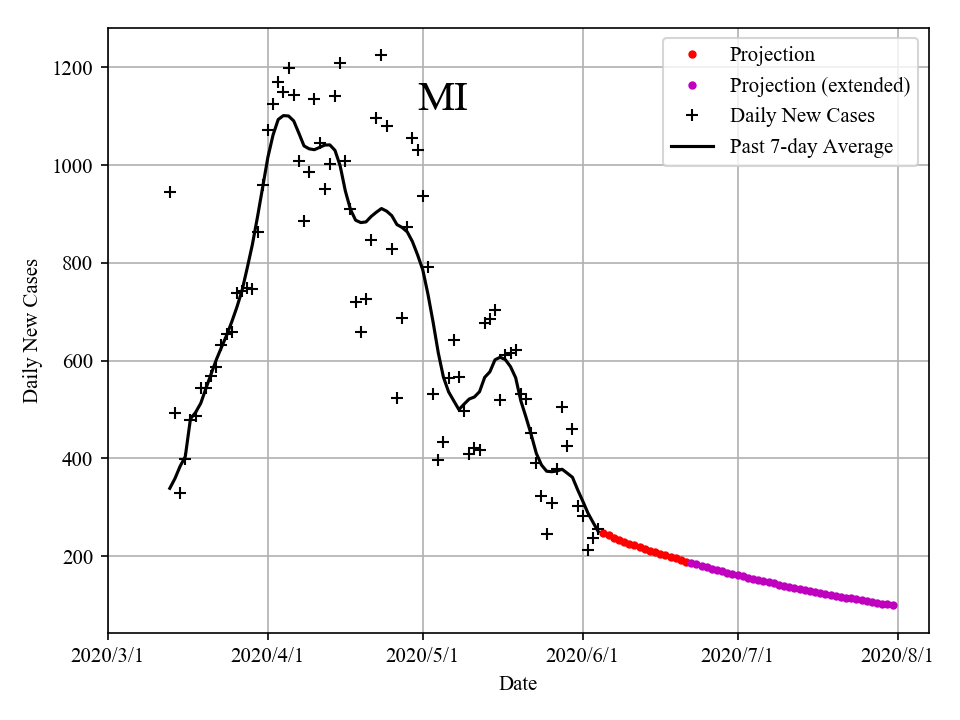 MI
Projection
Projection (extended)
Daily New Cases
Past 7-day Average
Daily New Cases
1200
1000
800
600
400
200
2020/3/1 2020/4/1 2020/5/1 2020/6/1 2020/7/1 2020/8/1
Date